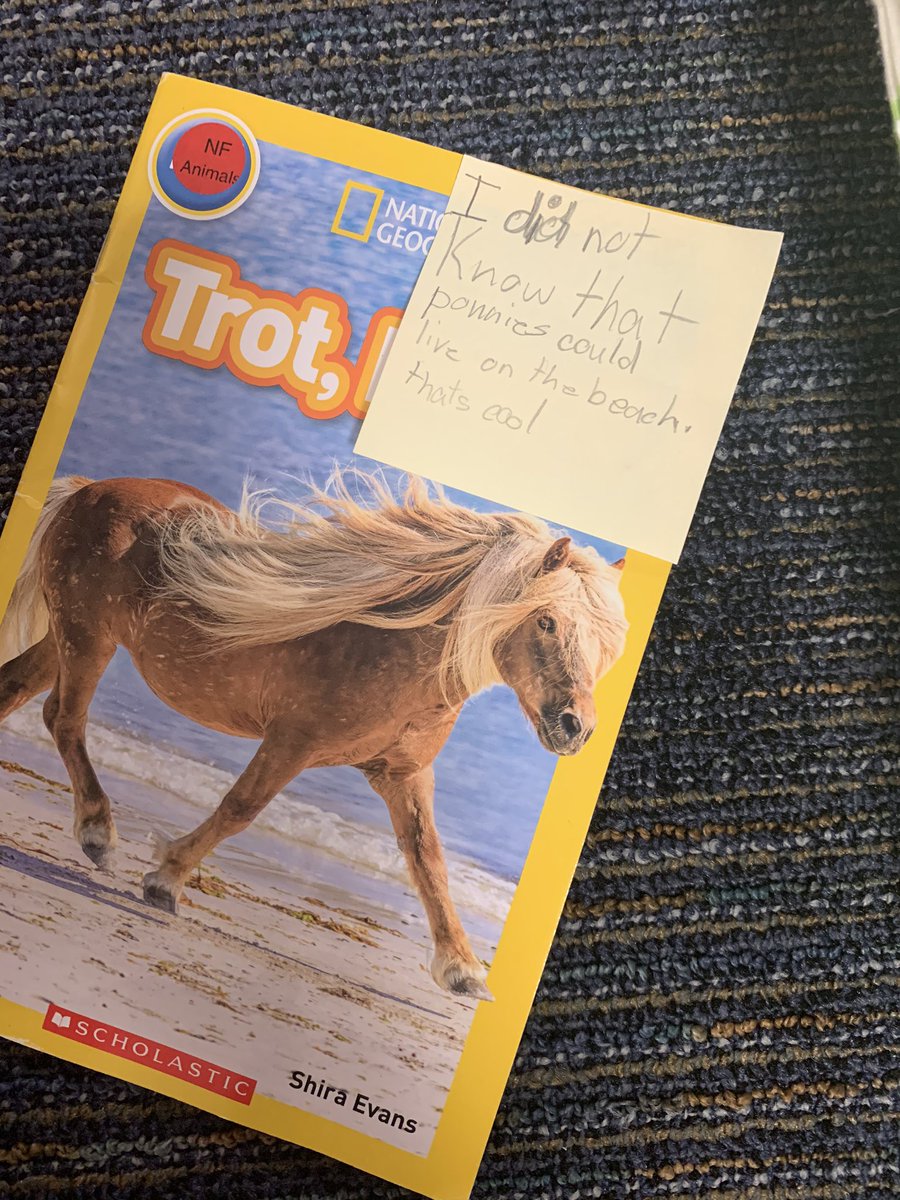 NF
Animals
NATIO
GEOG
Trot,
I did not
Know that
ponnies could
live on the beach.
thats cool
SCHOLASTIC
Shira Evans